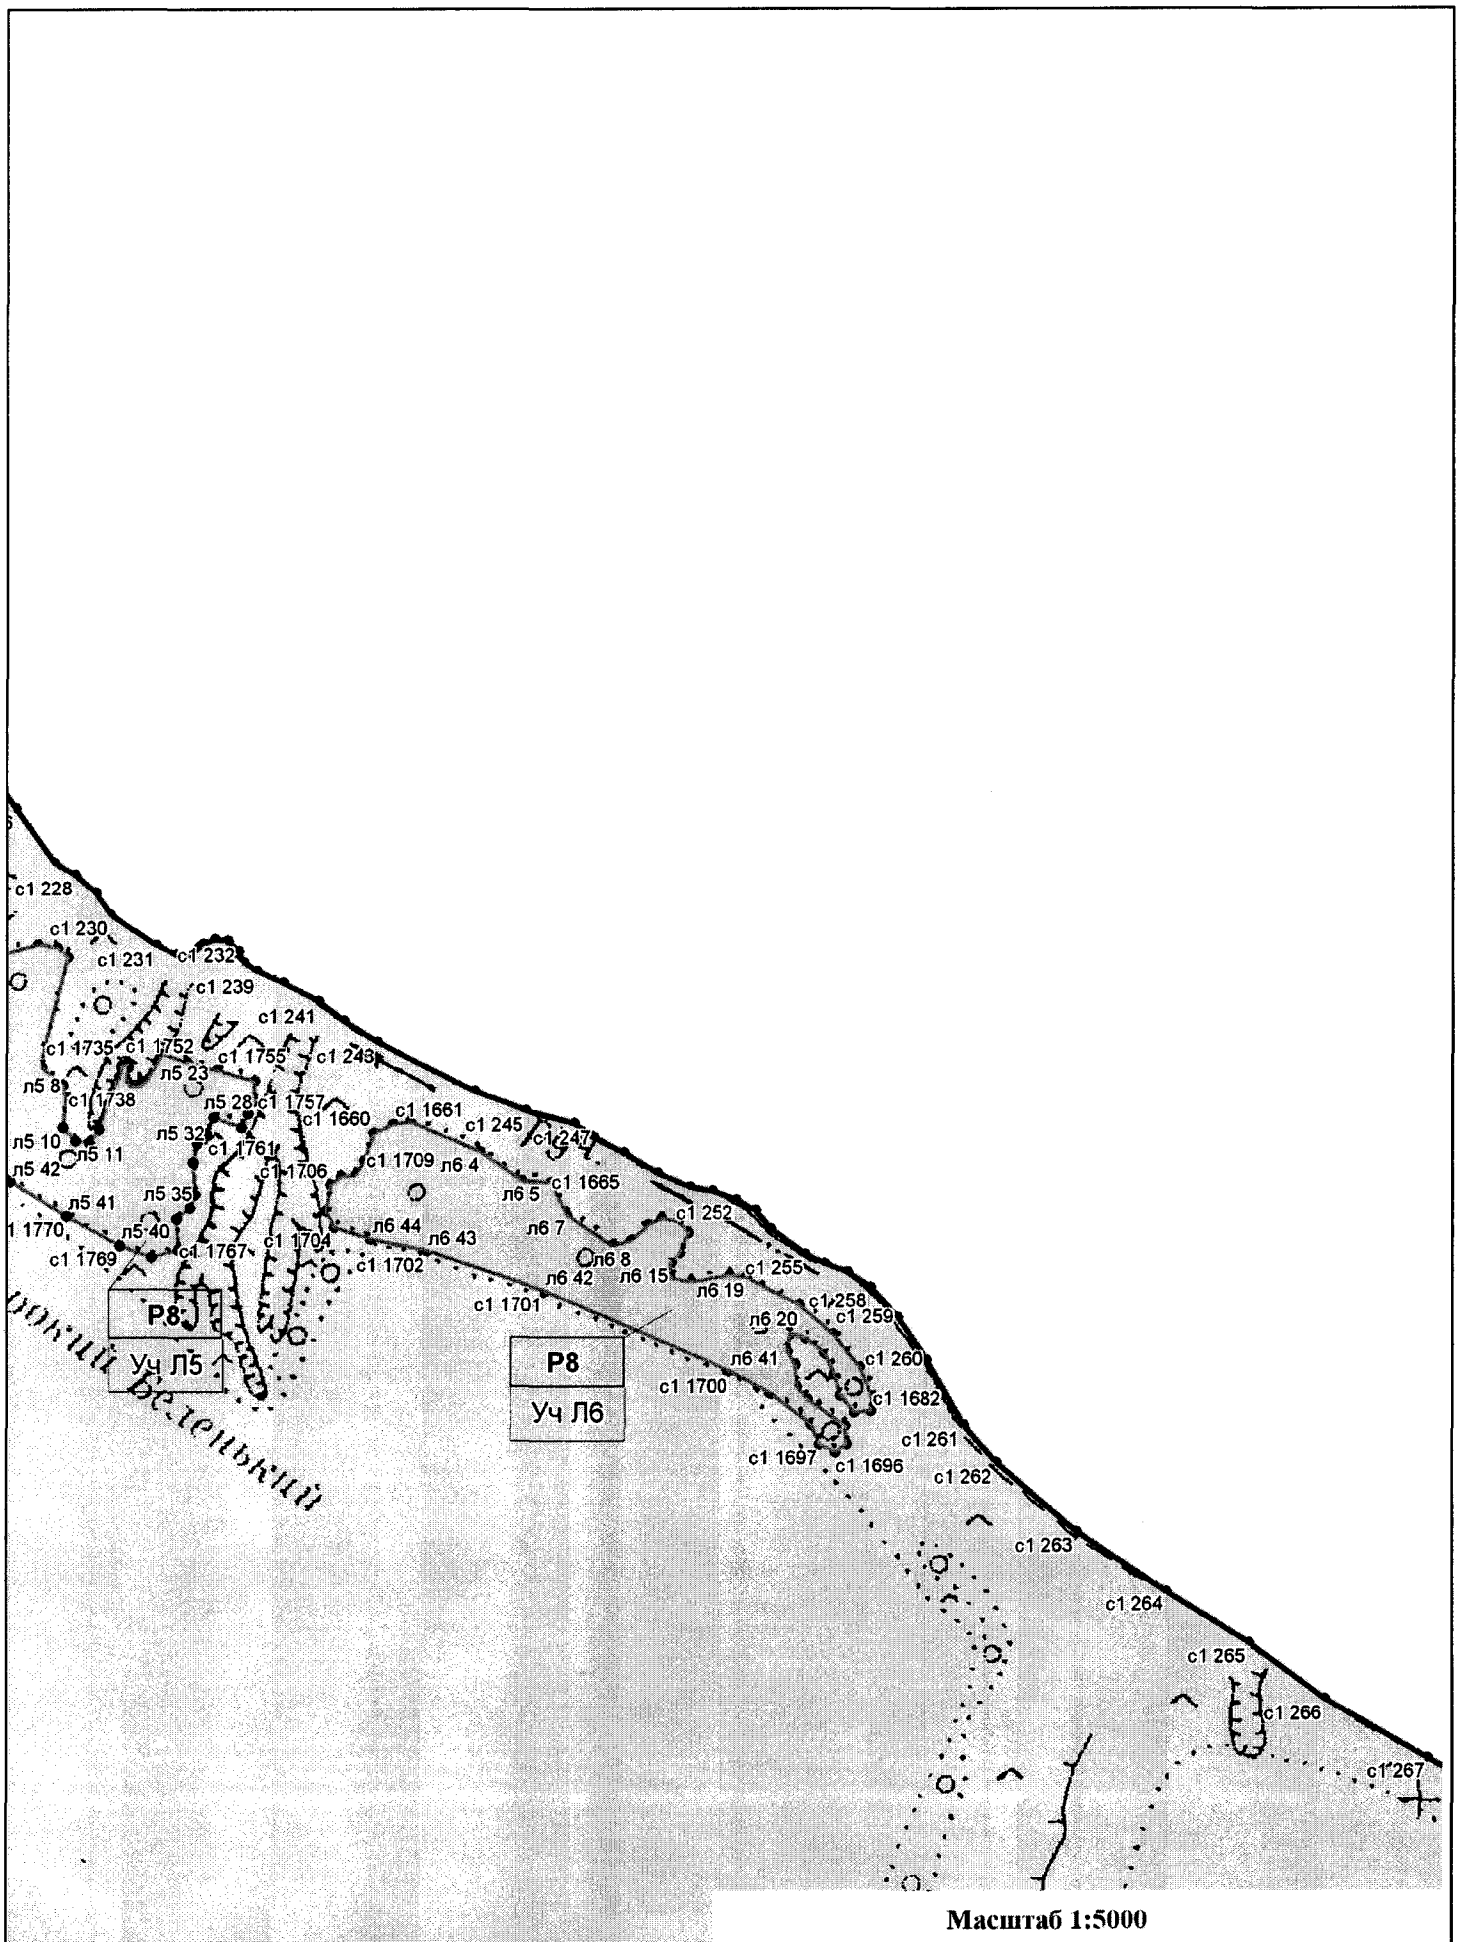 с1 228
с1 230
с1 231
с1 232
с1 239
с1 241
с1 243
с1 1735
с1 1752
с1 1755
л5 23
л5 8
с1 1738
л5 28
с1 1757
с1 1660
с1 1661
с1 245
с1 247
л5 10
л5 11
л5 32
с1 1761
л5 42
с1 1706
с1 1709
л6 4
л6 5
с1 1665
л5 41
л5 35
л6 7
с1 252
1 1770
л5 40
с1 1769
с1 1767
с1 1704
л6 44
л6 43
с1 1702
л6 8
л6 42
л6 15
с1 255
л6 19
с1 1701
с1 258
с1 259
л6 20
Р8
Уч Л5
Р8
Уч Л6
л6 41
с1 260
с1 1700
с1 1682
с1 261
с1 1697
с1 1696
с1 262
Беленький
с1 263
с1 264
с1 265
с1 266
с1 267
Масштаб 1:5000